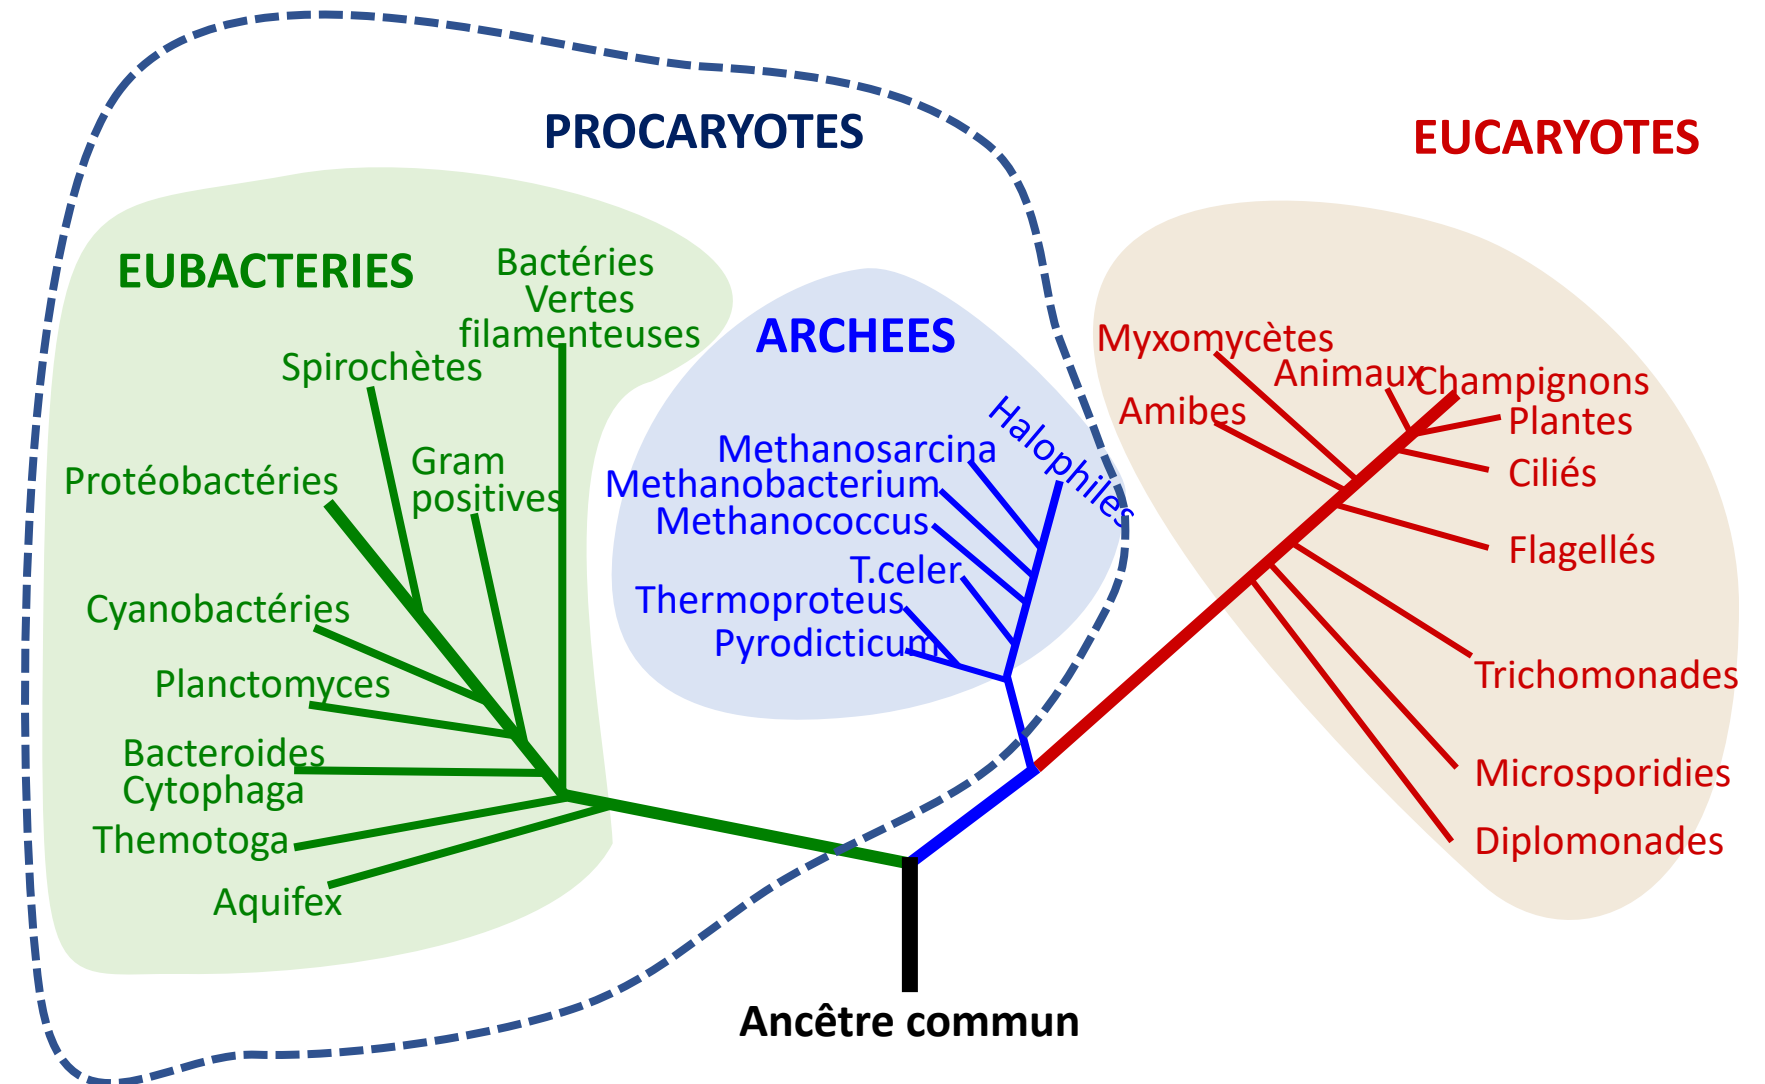 PROCARYOTES
EUCARYOTES
EUBACTERIES
Bactéries
Vertes
filamenteuses
Spirochètes
Gram
positives
Protéobactéries
Cyanobactéries
Planctomyces
Bacteroides
Cytophaga
Themotoga
Aquifex
ARCHEES
Halophiles
Methanosarcina
Methanobacterium
Methanococcus
T.celer
Thermoproteus
Pyrodicticum
Myxomycètes
Animaux
Champignons
Amibes
Plantes
Ciliés
Flagellés
Trichomonades
Microsporidies
Diplomonades
Ancêtre commun